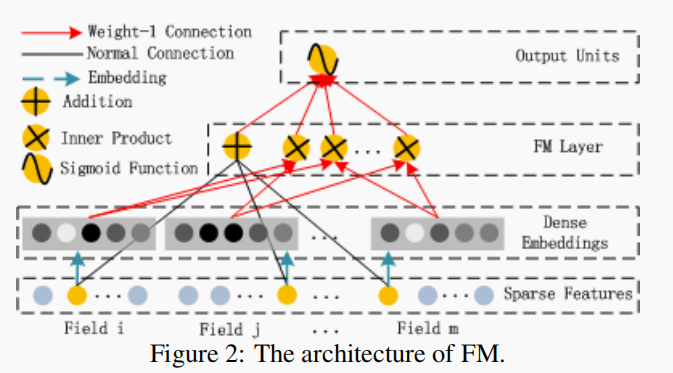 Weight-1 Connection
Normal Connection
Embedding
Addition
Inner Product
Sigmoid Function
Output Units
...
FM Layer
Dense
Embeddings
...
... ... ... ...
Sparse Features
Field i Field j ... Field m
Figure 2: The architecture of FM.